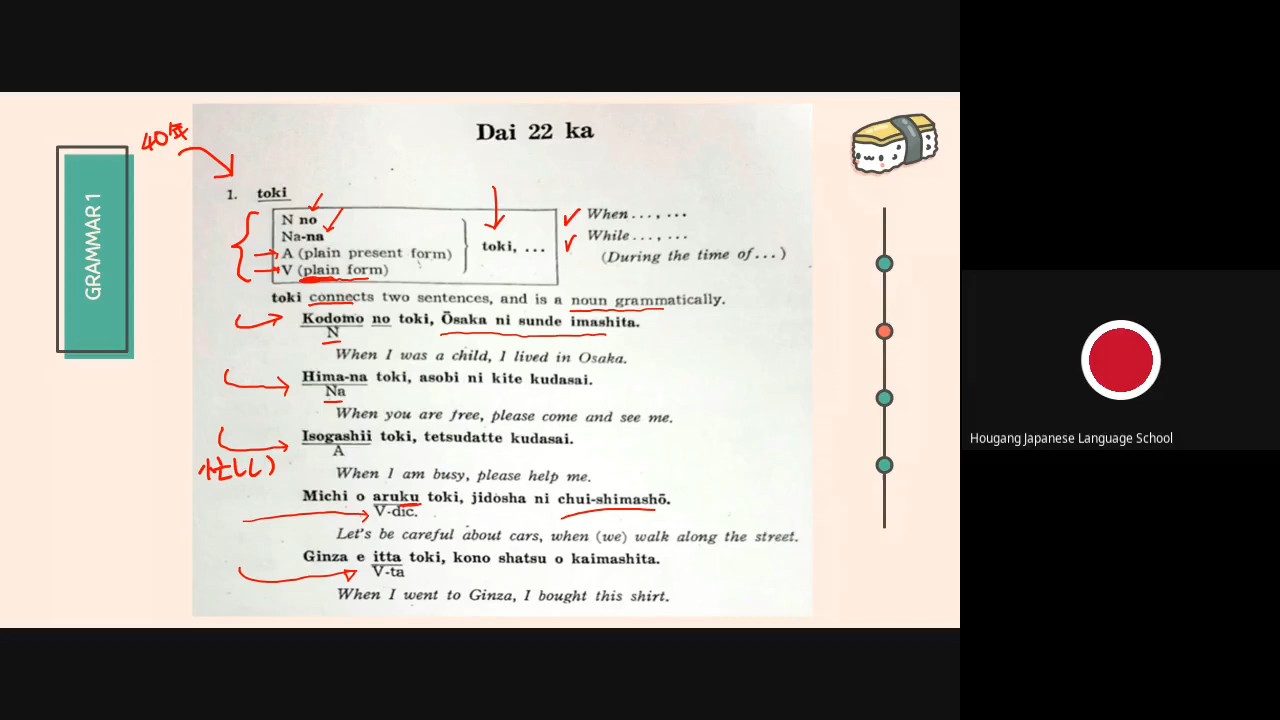 GRAMMAR 1
40年
Dai 22 ka
1. toki
N no
Na-na
A (plain present form)
V (plain form)
toki, ...
When..., ...
While..., ...
(During the time of...)
toki connects two sentences, and is a noun grammatically.
Kodomo no toki, Ōsaka ni sunde imashita.
N
When I was a child, I lived in Osaka.
Hima-na toki, asobi ni kite kudasai.
Na
When you are free, please come and see me.
Isogashii toki, tetsudatte kudasai.
A
忙しい
When I am busy, please help me.
Michi o aruku toki, jidōsha ni chui-shimashō.
V-dic.
Let's be careful about cars, when (we) walk along the street.
Ginza e itta toki, kono shatsu o kaimashita.
V-ta
When I went to Ginza, I bought this shirt.
Hougang Japanese Language School